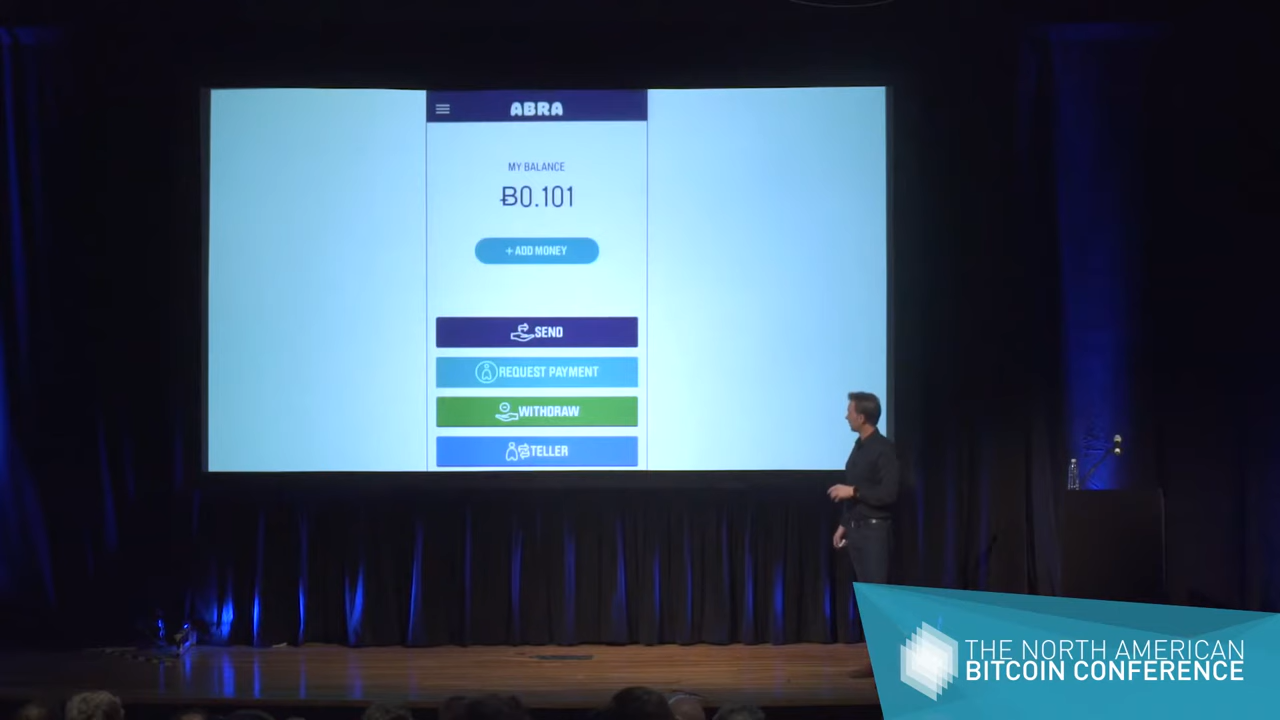 ABRA
MY BALANCE
Ƀ0.101
+ ADD MONEY
SEND
REQUEST PAYMENT
WITHDRAW
TELLER
THE NORTH AMERICAN
BITCOIN CONFERENCE